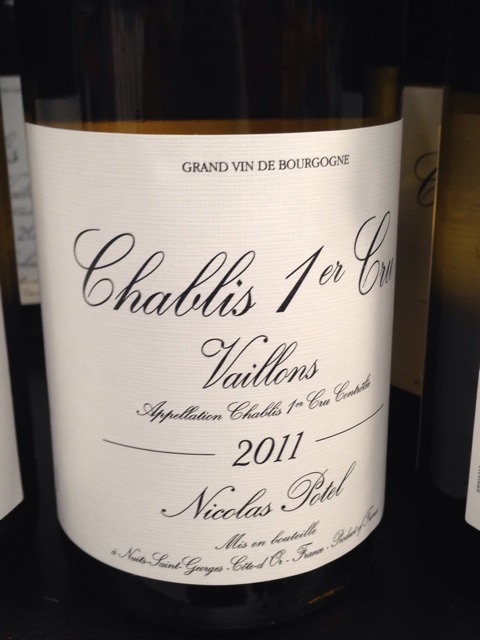 GRAND VIN DE BOURGOGNE
Chablis 1er Cru
Vaillons
Appellation Chablis 1er Cru Contrôlée
2011
Nicolas Potel
Mis en bouteille
à Nuits-Saint-Georges - Côte-d'Or - France - Product of France